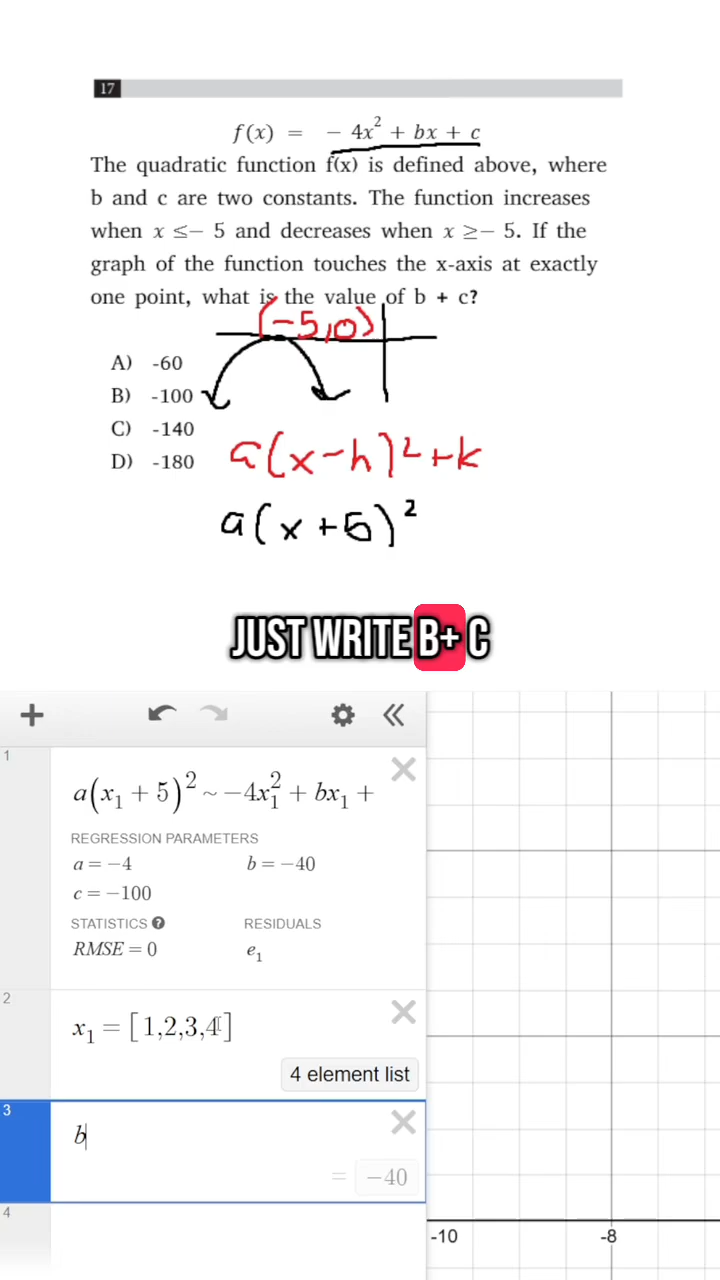 17
f(x) = − 4x² + bx + c
The quadratic function f(x) is defined above, where
b and c are two constants. The function increases
when x ≤− 5 and decreases when x ≥− 5. If the
graph of the function touches the x-axis at exactly
one point, what is the value of b + c?
(-5,0)
A) -60
B) -100
C) -140
D) -180
a(x-h)²+k
a(x+5)²
JUST WRITE B+ C
1
a(x₁ + 5)² ~ −4x₁² + bx₁ +
REGRESSION PARAMETERS
a = −4 b = −40
c = −100
STATISTICS RESIDUALS
RMSE = 0 e₁
2
x₁ = [1,2,3,4]
4 element list
3
b
= −40
4
-10 -8